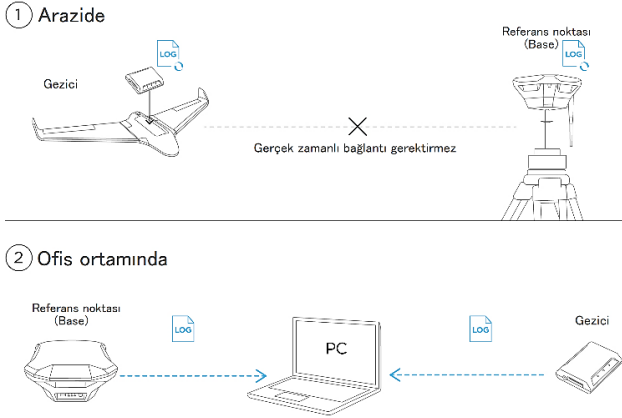 1 Arazide
Referans noktası
(Base)
LOG
LOG
Gezici
Gerçek zamanlı bağlantı gerektirmez
2 Ofis ortamında
Referans noktası
(Base)
LOG
PC
LOG
Gezici